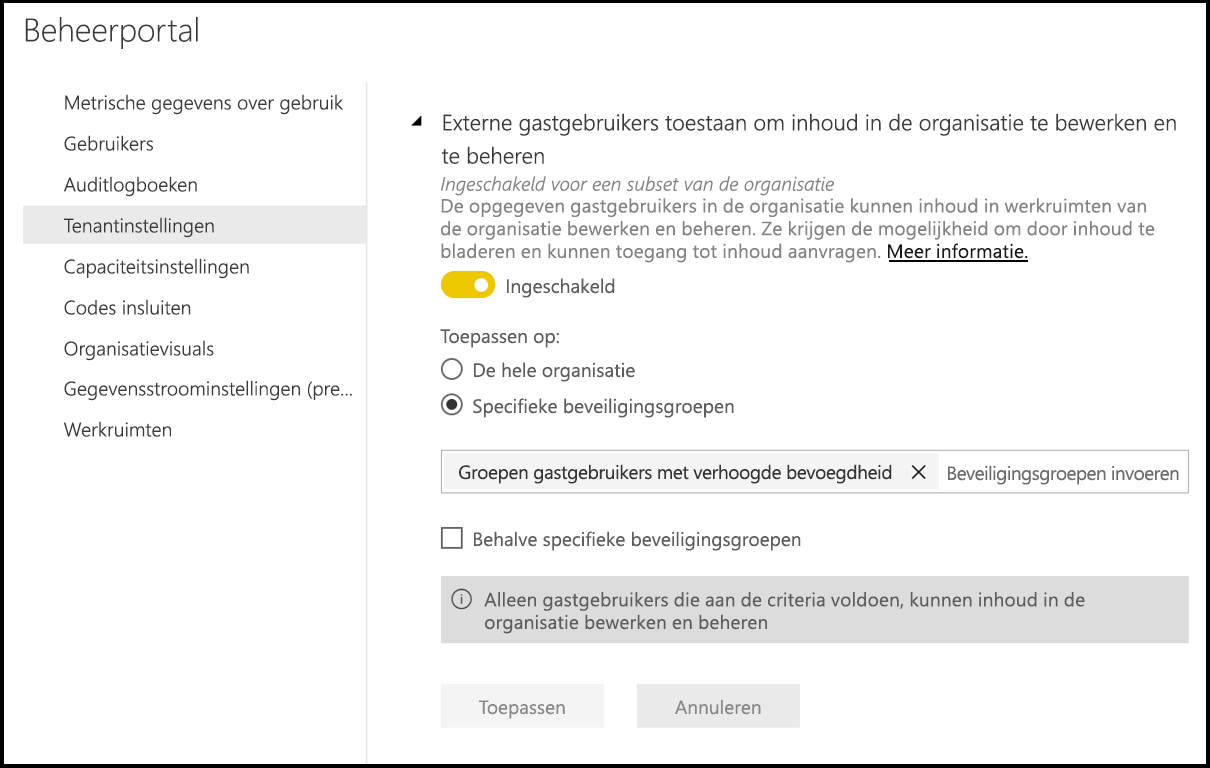 Beheerportal
Metrische gegevens over gebruik
Gebruikers
Auditlogboeken
Tenantinstellingen
Capaciteitsinstellingen
Codes insluiten
Organisatievisuals
Gegevensstroominstellingen (pre...
Werkruimten
Externe gastgebruikers toestaan om inhoud in de organisatie te bewerken en
te beheren
Ingeschakeld voor een subset van de organisatie
De opgegeven gastgebruikers in de organisatie kunnen inhoud in werkruimten van
de organisatie bewerken en beheren. Ze krijgen de mogelijkheid om door inhoud te
bladeren en kunnen toegang tot inhoud aanvragen. Meer informatie.
Ingeschakeld
Toepassen op:
De hele organisatie
Specifieke beveiligingsgroepen
Groepen gastgebruikers met verhoogde bevoegdheid Beveiligingsgroepen invoeren
Behalve specifieke beveiligingsgroepen
Alleen gastgebruikers die aan de criteria voldoen, kunnen inhoud in de
organisatie bewerken en beheren
Toepassen Annuleren